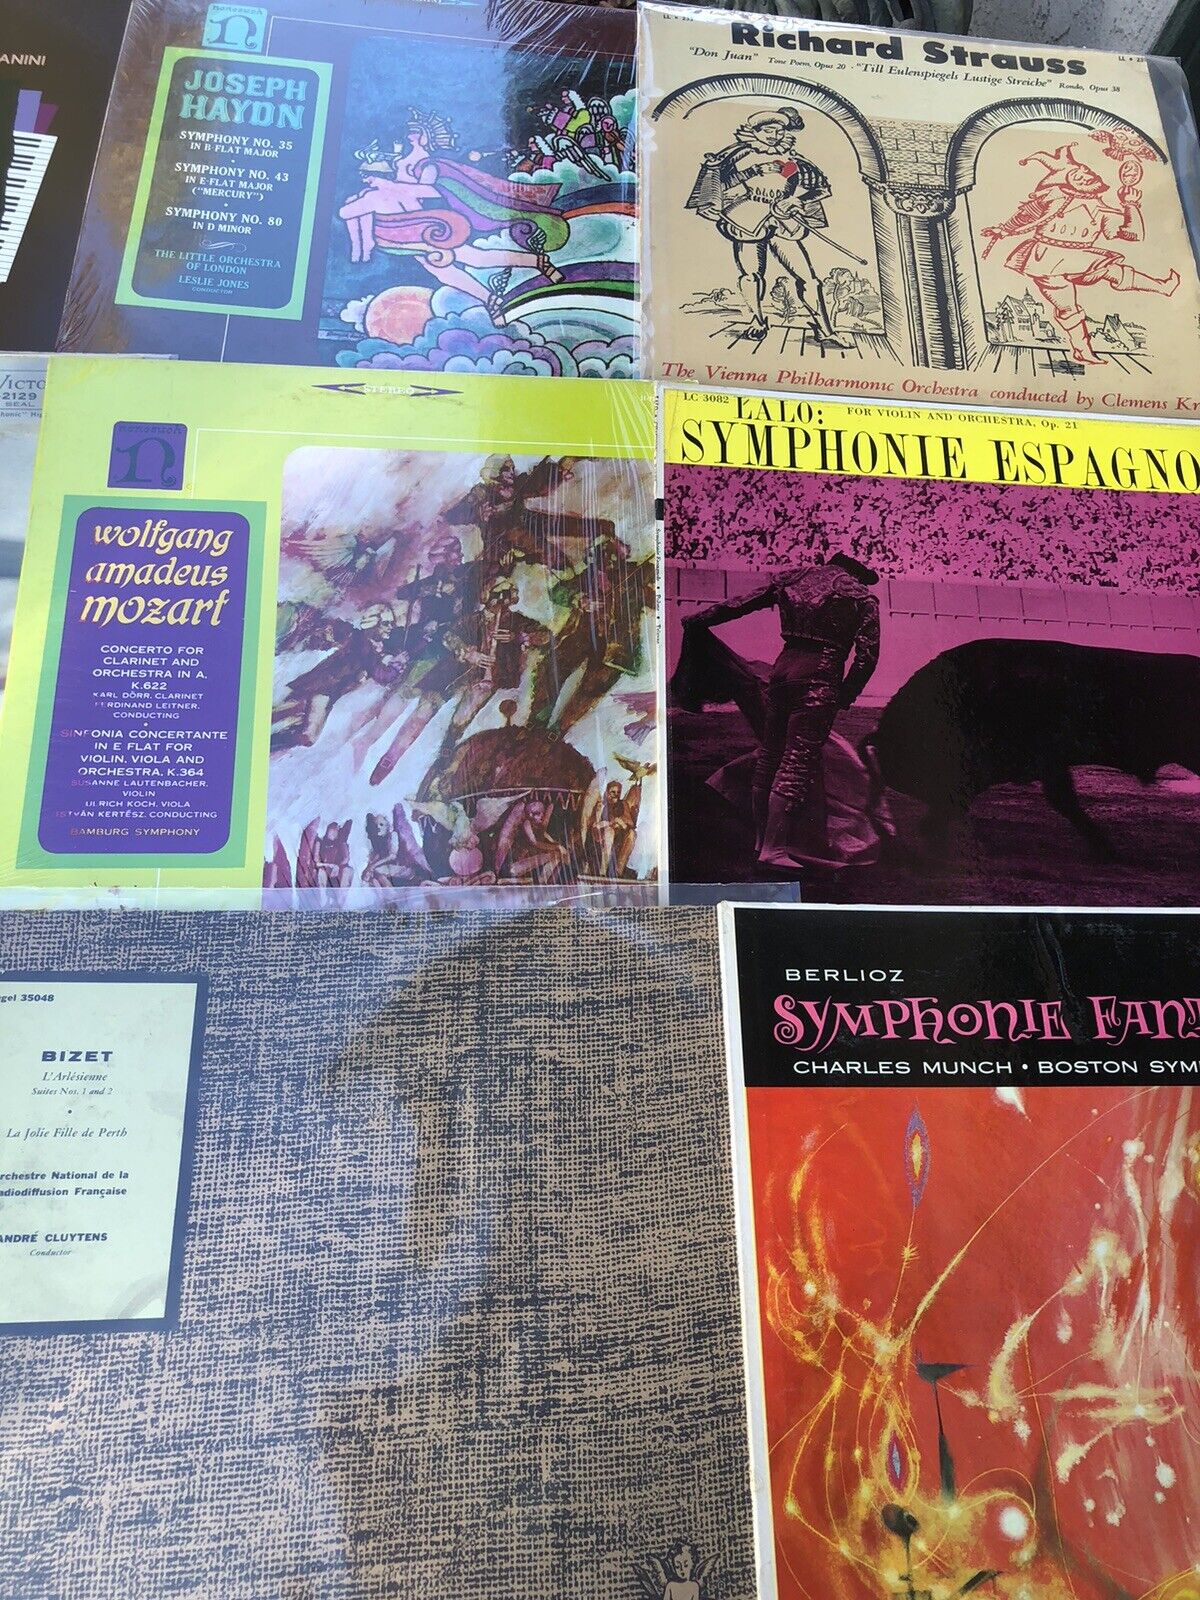 ANINI
nonesuch
n
JOSEPH
HAYDN
SYMPHONY NO. 35
IN B-FLAT MAJOR
SYMPHONY NO. 43
IN E-FLAT MAJOR
("MERCURY")
SYMPHONY NO. 80
IN D MINOR
THE LITTLE ORCHESTRA
OF LONDON
LESLIE JONES
CONDUCTOR
Richard Strauss
"Don Juan" Tone Poem, Opus 20 - "Till Eulenspiegels Lustige Streiche" Rondo, Opus 38
The Vienna Philharmonic Orchestra conducted by Clemens Kr
VICTO
2129
SEAL
STEREO
nonesuch
n
wolfgang
amadeus
mozart
CONCERTO FOR
CLARINET AND
ORCHESTRA IN A,
K.622
KARL DÖRR, CLARINET
FERDINAND LEITNER,
CONDUCTING
SINFONIA CONCERTANTE
IN E FLAT FOR
VIOLIN, VIOLA AND
ORCHESTRA, K.364
SUSANNE LAUTENBACHER,
VIOLIN
ULRICH KOCH, VIOLA
ISTVÁN KERTÉSZ, CONDUCTING
BAMBURG SYMPHONY
LC 3082
LALO: FOR VIOLIN AND ORCHESTRA, Op. 21
SYMPHONIE ESPAGNO
gel 35048
BIZET
L'Arlésienne
Suites Nos. 1 and 2
La Jolie Fille de Perth
rchestre National de la
adiodiffusion Française
ANDRÉ CLUYTENS
Conductor
BERLIOZ
SYMPHONIE FAN
CHARLES MUNCH • BOSTON SYM